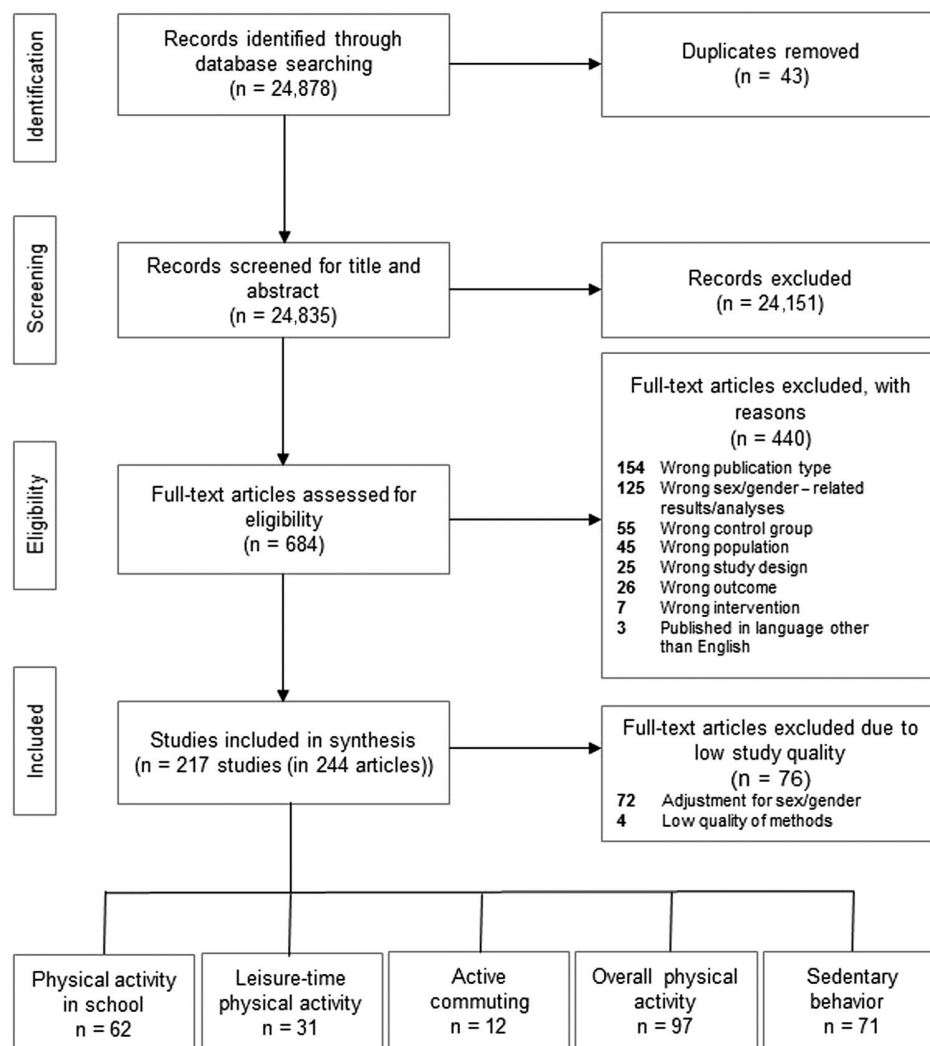 Identification
Records identified through
database searching
(n = 24,878)
Duplicates removed
(n = 43)
Screening
Records screened for title and
abstract
(n = 24,835)
Records excluded
(n = 24,151)
Eligibility
Full-text articles assessed for
eligibility
(n = 684)
Full-text articles excluded, with
reasons
(n = 440)
154 Wrong publication type
125 Wrong sex/gender – related
results/analyses
55 Wrong control group
45 Wrong population
25 Wrong study design
26 Wrong outcome
7 Wrong intervention
3 Published in language other
than English
Included
Studies included in synthesis
(n = 217 studies (in 244 articles))
Full-text articles excluded due to
low study quality
(n = 76)
72 Adjustment for sex/gender
4 Low quality of methods
Physical activity
in school
n = 62
Leisure-time
physical activity
n = 31
Active
commuting
n = 12
Overall physical
activity
n = 97
Sedentary
behavior
n = 71